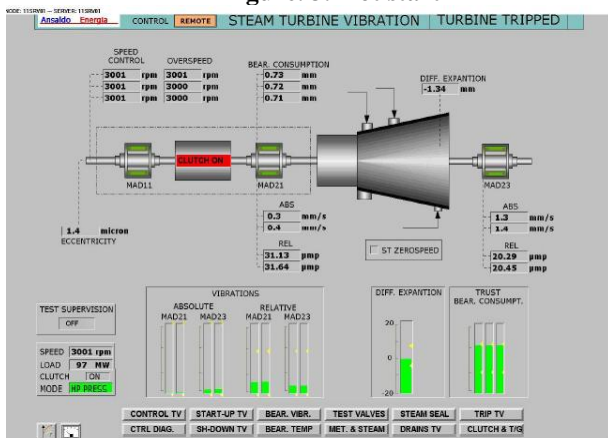 NODE: 11SRV01 -- SERVER: 11SRV01
Ansaldo Energia CONTROL REMOTE STEAM TURBINE VIBRATION TURBINE TRIPPED
SPEED CONTROL OVERSPEED BEAR. CONSUMPTION
3001 rpm 3001 rpm 0.73 mm
3001 rpm 3000 rpm 0.72 mm
3001 rpm 3000 rpm 0.71 mm
DIFF. EXPANTION
-1.34 mm
CLUTCH ON
MAD11 MAD21 MAD23
1.4 micron
ECCENTRICITY
ABS
0.3 mm/s
0.4 mm/s
REL
31.13 µmp
31.64 µmp
ST ZEROSPEED
ABS
1.3 mm/s
1.4 mm/s
REL
20.29 µmp
20.45 µmp
TEST SUPERVISION
OFF
SPEED 3001 rpm
LOAD 97 MW
CLUTCH ON
MODE HP PRESS
VIBRATIONS
ABSOLUTE RELATIVE
MAD21 MAD23 MAD21 MAD23
DIFF. EXPANTION
20
0
-20
TRUST
BEAR. CONSUMPT.
CONTROL TV START-UP TV BEAR. VIBR. TEST VALVES STEAM SEAL TRIP TV
CTRL DIAG. SH-DOWN TV BEAR. TEMP MET. & STEAM DRAINS TV CLUTCH & T/G